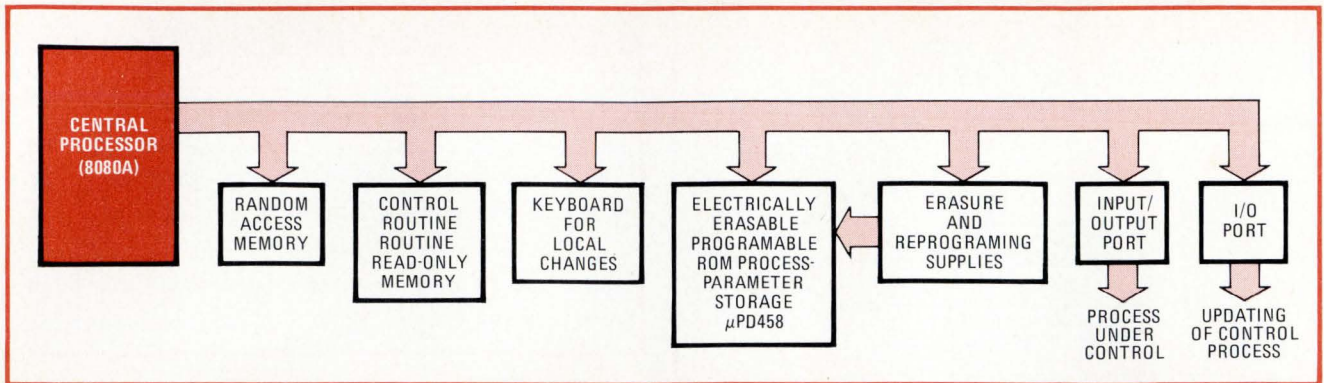 CENTRAL
PROCESSOR
(8080A)
RANDOM
ACCESS
MEMORY
CONTROL
ROUTINE
ROUTINE
READ-ONLY
MEMORY
KEYBOARD
FOR
LOCAL
CHANGES
ELECTRICALLY
ERASABLE
PROGRAMABLE
ROM PROCESS-
PARAMETER
STORAGE
μPD458
ERASURE
AND
REPROGRAMING
SUPPLIES
INPUT/
OUTPUT
PORT
I/O
PORT
PROCESS
UNDER
CONTROL
UPDATING
OF CONTROL
PROCESS